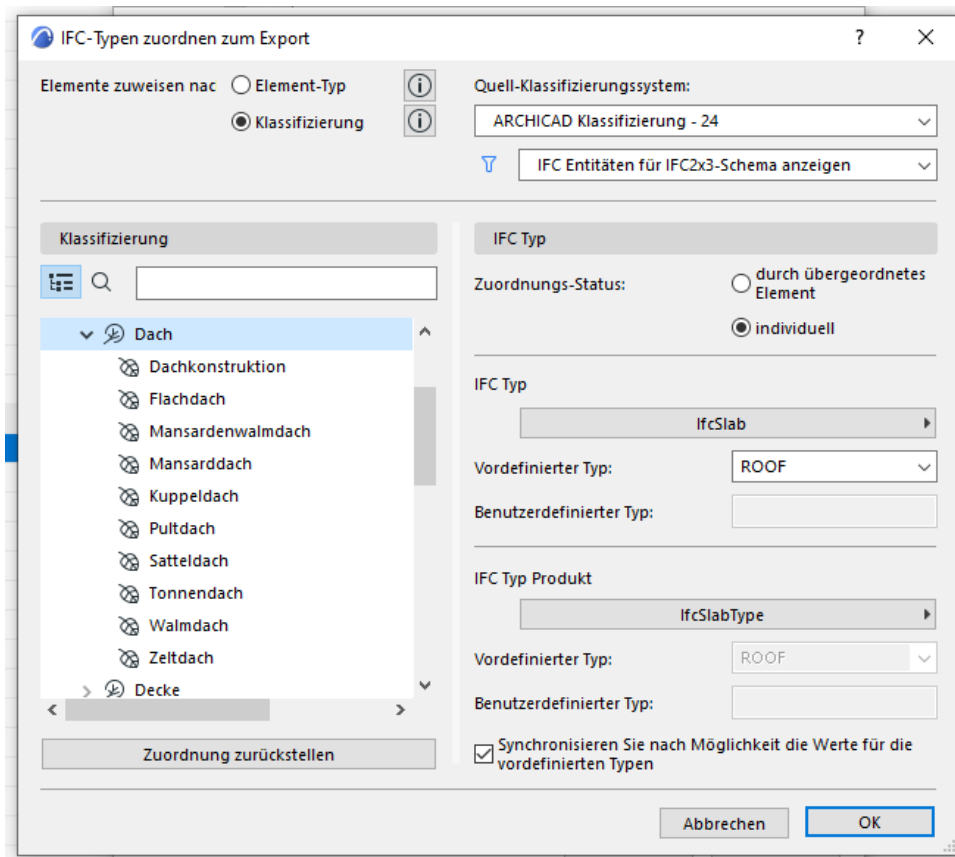 IFC-Typen zuordnen zum Export
?
Elemente zuweisen nac
Element-Typ
Klassifizierung
Quell-Klassifizierungssystem:
ARCHICAD Klassifizierung - 24
IFC Entitäten für IFC2x3-Schema anzeigen
Klassifizierung
Dach
Dachkonstruktion
Flachdach
Mansardenwalmdach
Mansarddach
Kuppeldach
Pultdach
Satteldach
Tonnendach
Walmdach
Zeltdach
Decke
Zuordnung zurückstellen
IFC Typ
Zuordnungs-Status:
durch übergeordnetes
Element
individuell
IFC Typ
IfcSlab
Vordefinierter Typ:
ROOF
Benutzerdefinierter Typ:
IFC Typ Produkt
IfcSlabType
Vordefinierter Typ:
ROOF
Benutzerdefinierter Typ:
Synchronisieren Sie nach Möglichkeit die Werte für die
vordefinierten Typen
Abbrechen
OK